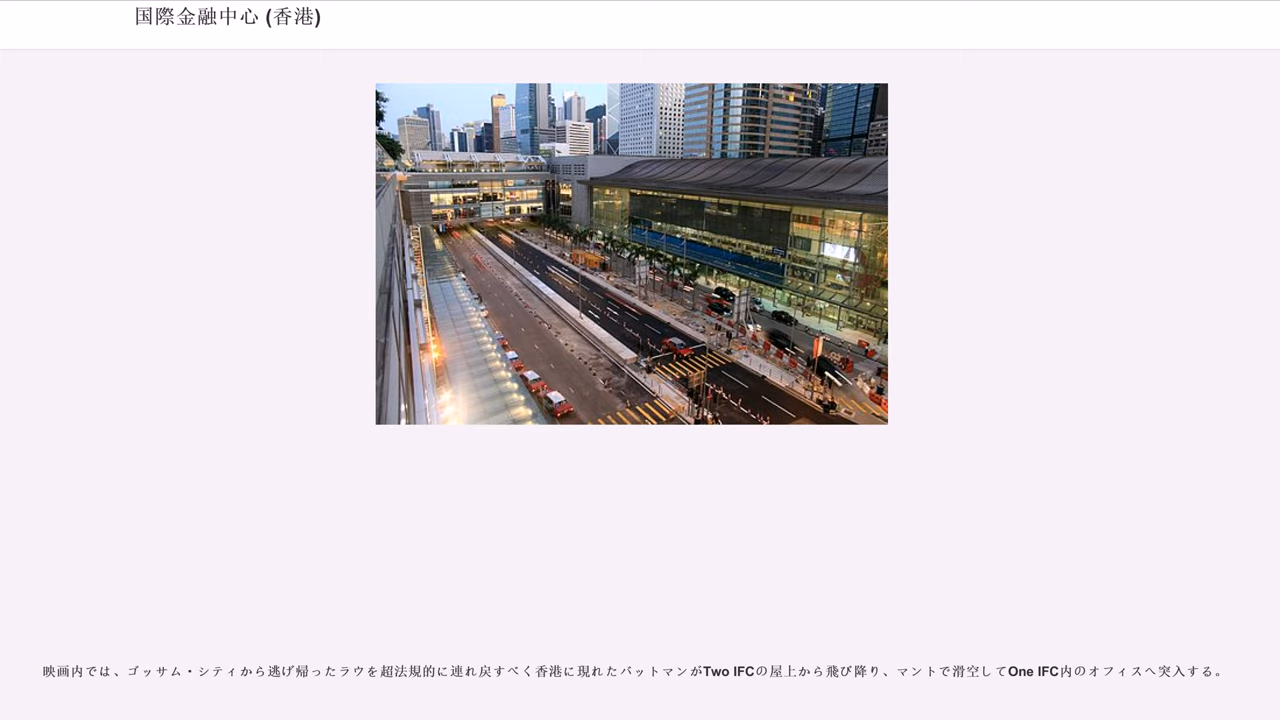 国際金融中心 (香港)
映画内では、ゴッサム・シティから逃げ帰ったラウを超法規的に連れ戻すべく香港に現れたバットマンがTwo IFCの屋上から飛び降り、マントで滑空してOne IFC内のオフィスへ突入する。